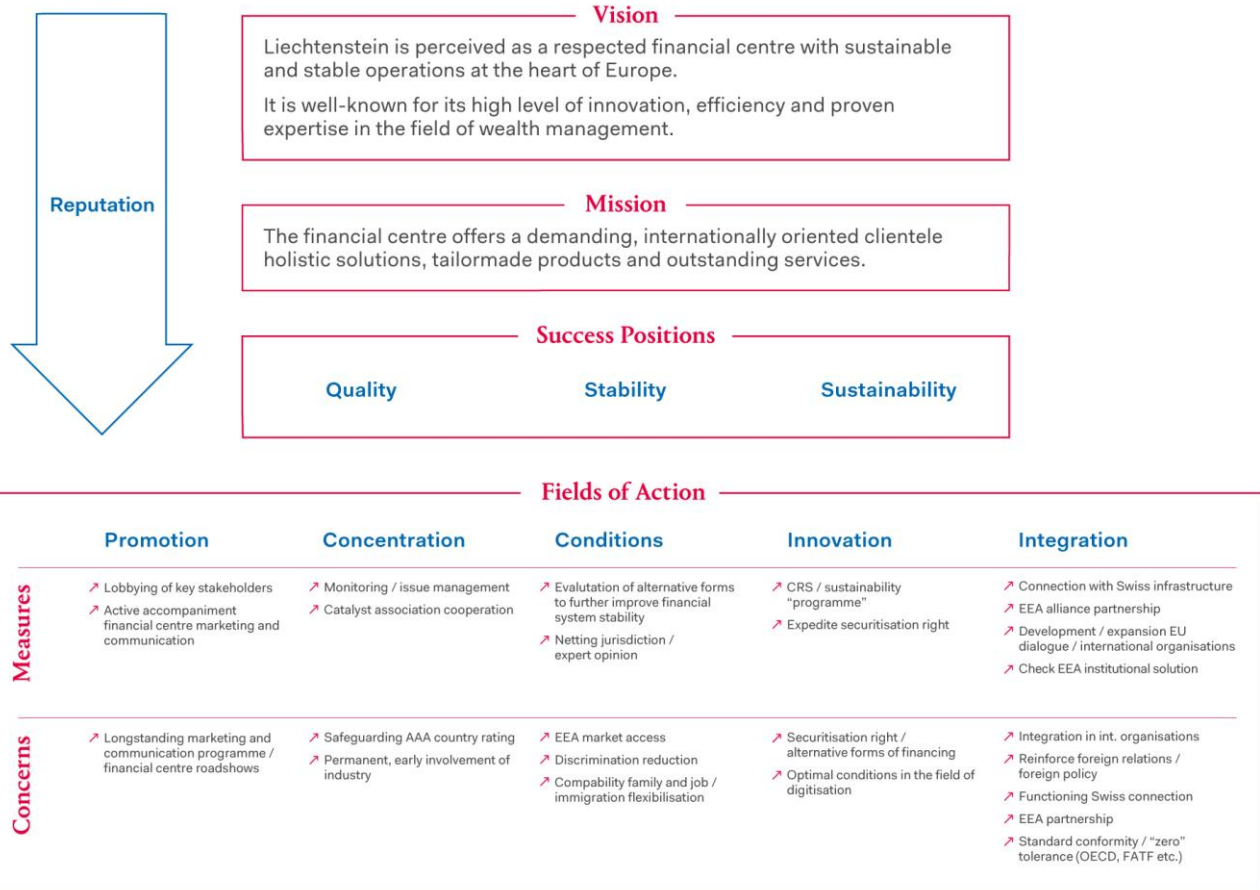 Vision
Liechtenstein is perceived as a respected financial centre with sustainable
and stable operations at the heart of Europe.
It is well-known for its high level of innovation, efficiency and proven
expertise in the field of wealth management.
Reputation
Mission
The financial centre offers a demanding, internationally oriented clientele
holistic solutions, tailormade products and outstanding services.
Success Positions
Quality
Stability
Sustainability
Fields of Action
Promotion
Concentration
Conditions
Innovation
Integration
Measures
↗ Lobbying of key stakeholders
↗ Active accompaniment
financial centre marketing and
communication
↗ Monitoring / issue management
↗ Catalyst association cooperation
↗ Evalutation of alternative forms
to further improve financial
system stability
↗ Netting jurisdiction /
expert opinion
↗ CRS / sustainability
“programme”
↗ Expedite securitisation right
↗ Connection with Swiss infrastructure
↗ EEA alliance partnership
↗ Development / expansion EU
dialogue / international organisations
↗ Check EEA institutional solution
Concerns
↗ Longstanding marketing and
communication programme /
financial centre roadshows
↗ Safeguarding AAA country rating
↗ Permanent, early involvement of
industry
↗ EEA market access
↗ Discrimination reduction
↗ Compability family and job /
immigration flexibilisation
↗ Securitisation right /
alternative forms of financing
↗ Optimal conditions in the field of
digitisation
↗ Integration in int. organisations
↗ Reinforce foreign relations /
foreign policy
↗ Functioning Swiss connection
↗ EEA partnership
↗ Standard conformity / “zero”
tolerance (OECD, FATF etc.)